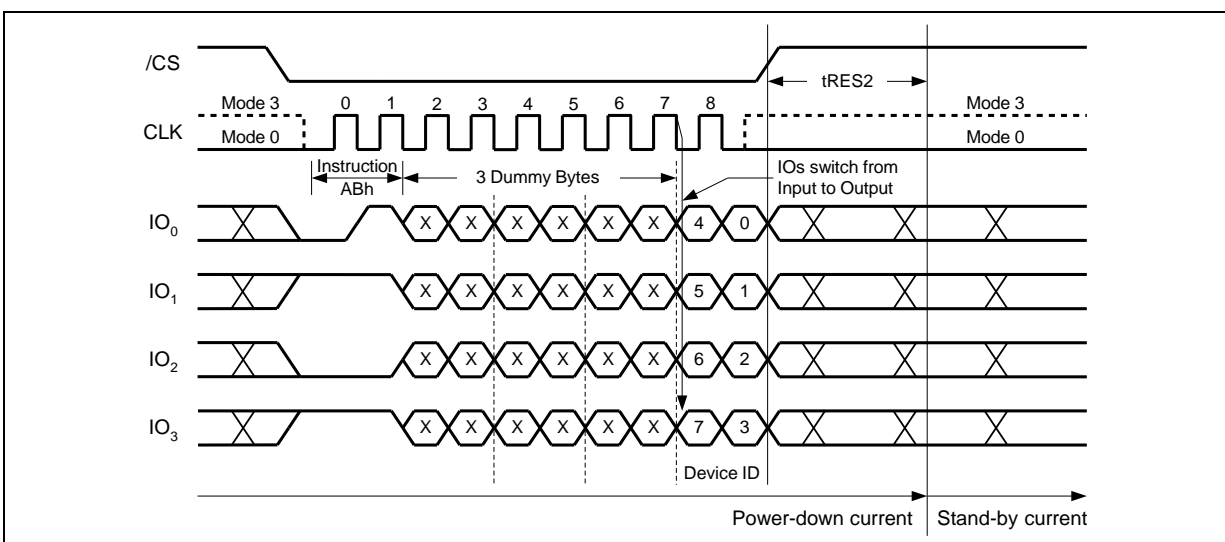 /CS
tRES2
Mode 3 0 1 2 3 4 5 6 7 8 Mode 3
CLK
Mode 0 Mode 0
Instruction
ABh
3 Dummy Bytes
IOs switch from
Input to Output
IO0 X X X X X X 4 0
IO1 X X X X X X 5 1
IO2 X X X X X X 6 2
IO3 X X X X X X 7 3
Device ID
Power-down current Stand-by current